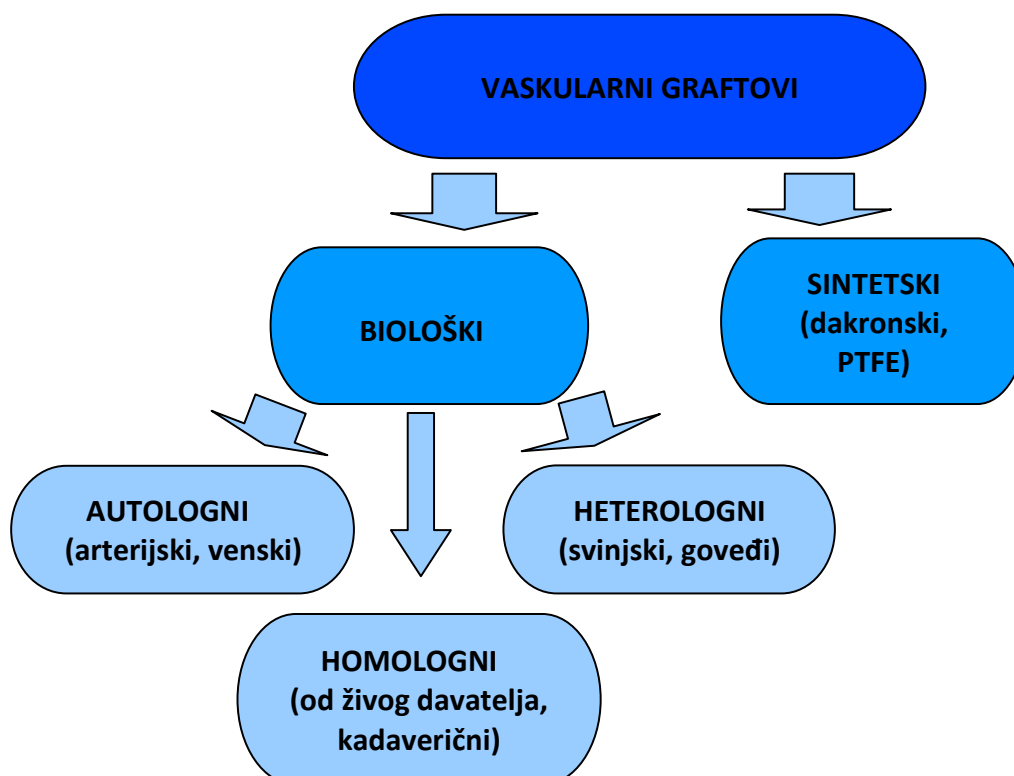 VASKULARNI GRAFTOVI
BIOLOŠKI
SINTETSKI
(dakronski,
PTFE)
AUTOLOGNI
(arterijski, venski)
HETEROLOGNI
(svinjski, goveđi)
HOMOLOGNI
(od živog davatelja,
kadaverični)